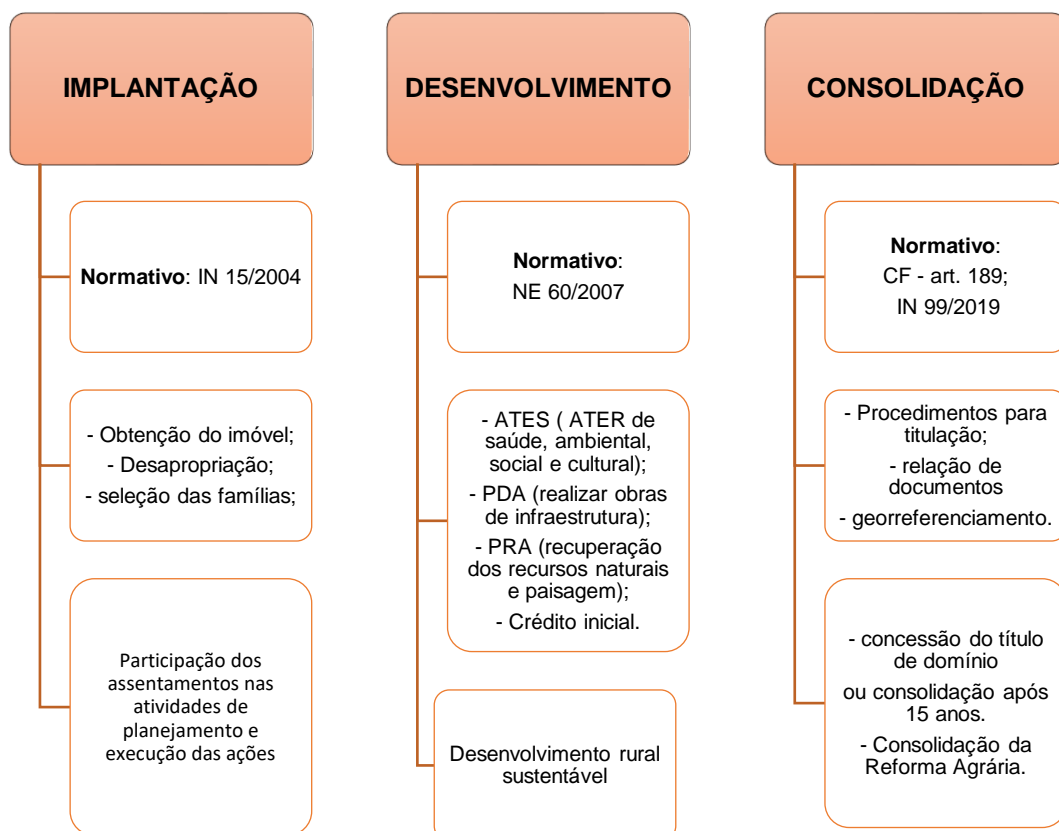 IMPLANTAÇÃO
Normativo: IN 15/2004
- Obtenção do imóvel;
- Desapropriação;
- seleção das famílias;
Participação dos
assentamentos nas
atividades de
planejamento e
execução das ações
DESENVOLVIMENTO
Normativo:
NE 60/2007
- ATES ( ATER de
saúde, ambiental,
social e cultural);
- PDA (realizar obras
de infraestrutura);
- PRA (recuperação
dos recursos naturais
e paisagem);
- Crédito inicial.
Desenvolvimento rural
sustentável
CONSOLIDAÇÃO
Normativo:
CF - art. 189;
IN 99/2019
- Procedimentos para
titulação;
- relação de
documentos
- georreferenciamento.
- concessão do título
de domínio
ou consolidação após
15 anos.
- Consolidação da
Reforma Agrária.